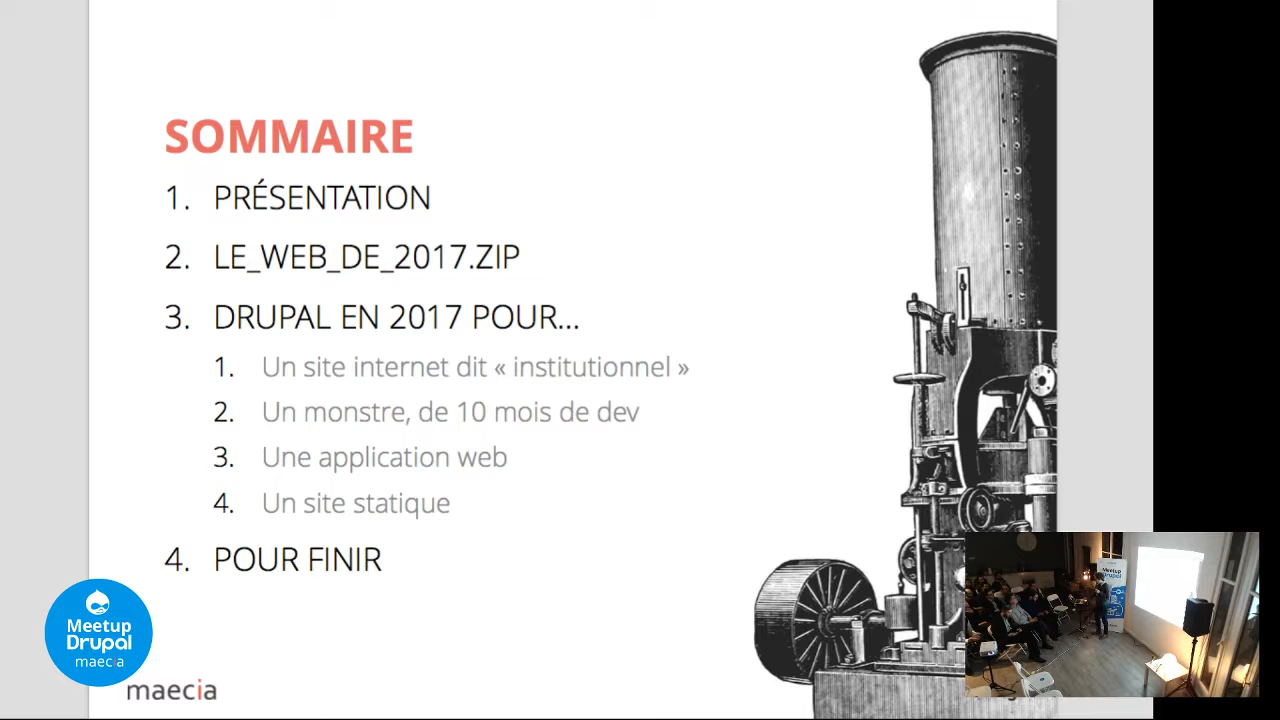 SOMMAIRE
1. PRÉSENTATION
2. LE_WEB_DE_2017.ZIP
3. DRUPAL EN 2017 POUR...
1. Un site internet dit « institutionnel »
2. Un monstre, de 10 mois de dev
3. Une application web
4. Un site statique
4. POUR FINIR
Meetup
Drupal
maecia
maecia
Meetup
Drupal